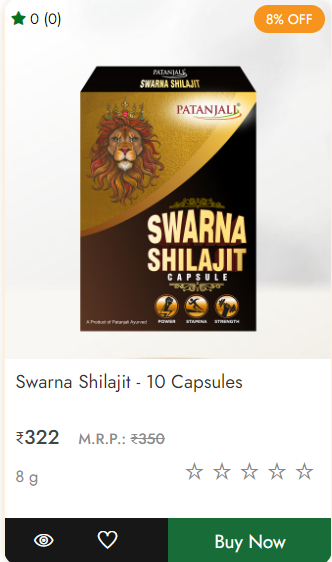 0 (0)
8% OFF
PATANJALI
SWARNA SHILAJIT
PATANJALI
SWARNA
SHILAJIT
CAPSULE
A Product of Patanjali Ayurved
POWER
STAMINA
STRENGTH
Swarna Shilajit - 10 Capsules
₹322 M.R.P.: ₹350
8 g
Buy Now